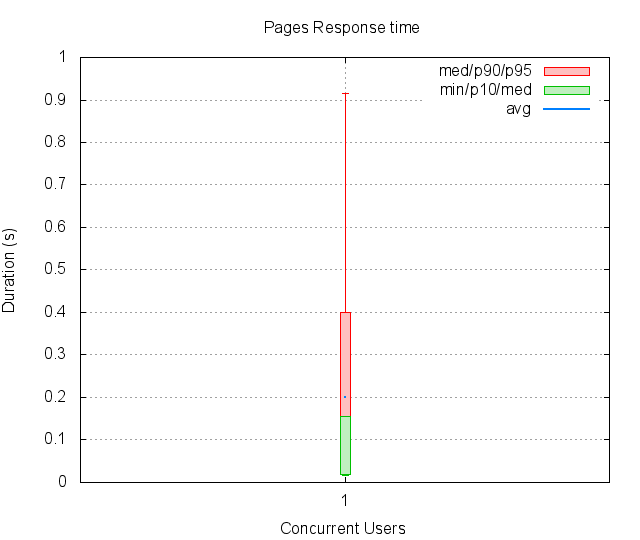 Pages Response time
1
0.9
0.8
0.7
0.6
0.5
0.4
0.3
0.2
0.1
0
med/p90/p95
min/p10/med
avg
Duration (s)
1
Concurrent Users